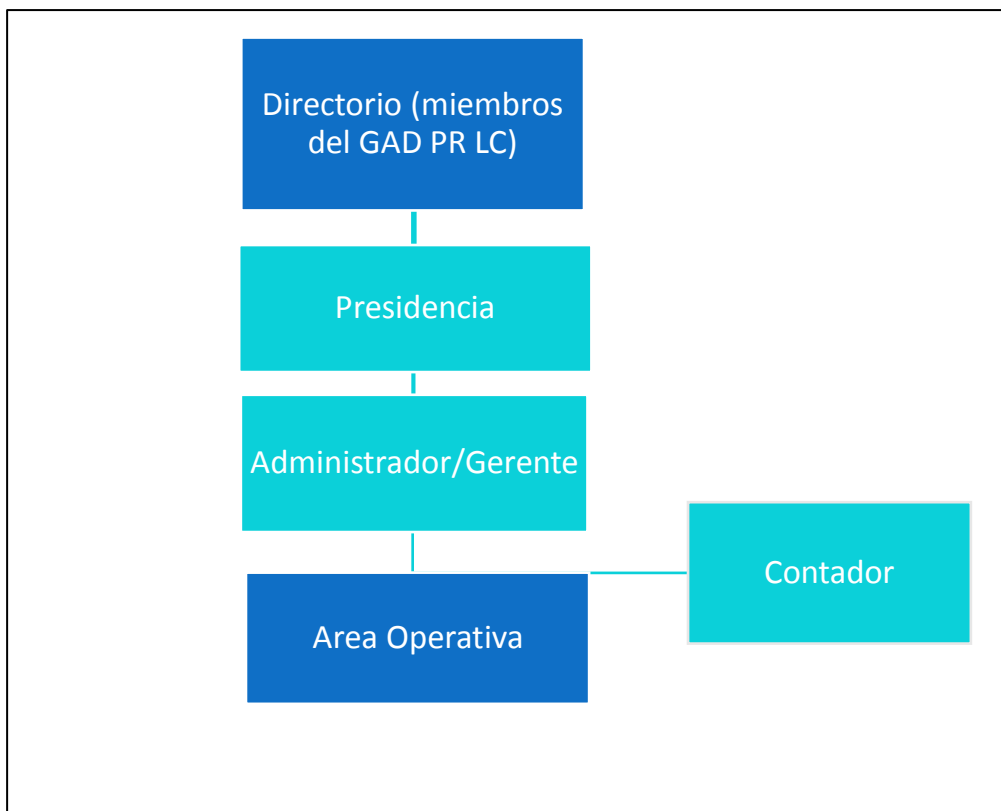 Directorio (miembros
del GAD PR LC)
Presidencia
Administrador/Gerente
Contador
Area Operativa